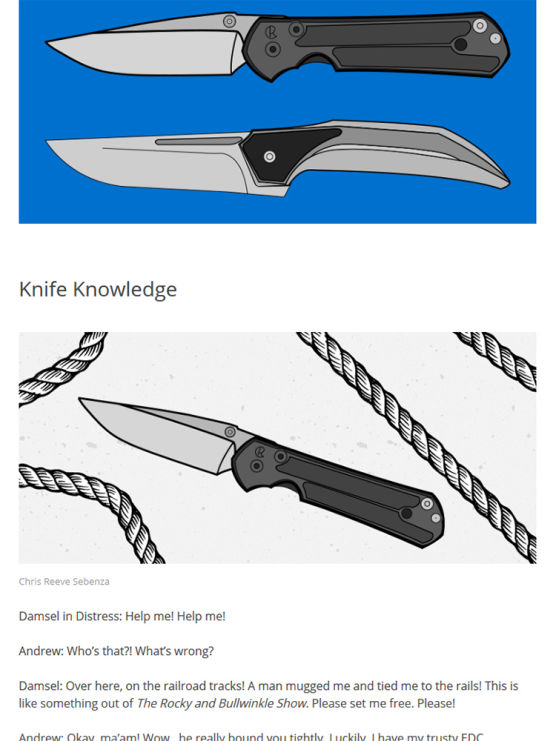 Knife Knowledge
Chris Reeve Sebenza
Damsel in Distress: Help me! Help me!
Andrew: Who’s that?! What’s wrong?
Damsel: Over here, on the railroad tracks! A man mugged me and tied me to the rails! This is
like something out of The Rocky and Bullwinkle Show. Please set me free. Please!
Andrew: Okay, ma’am! Wow, he really bound you tightly. Luckily, I have my trusty EDC